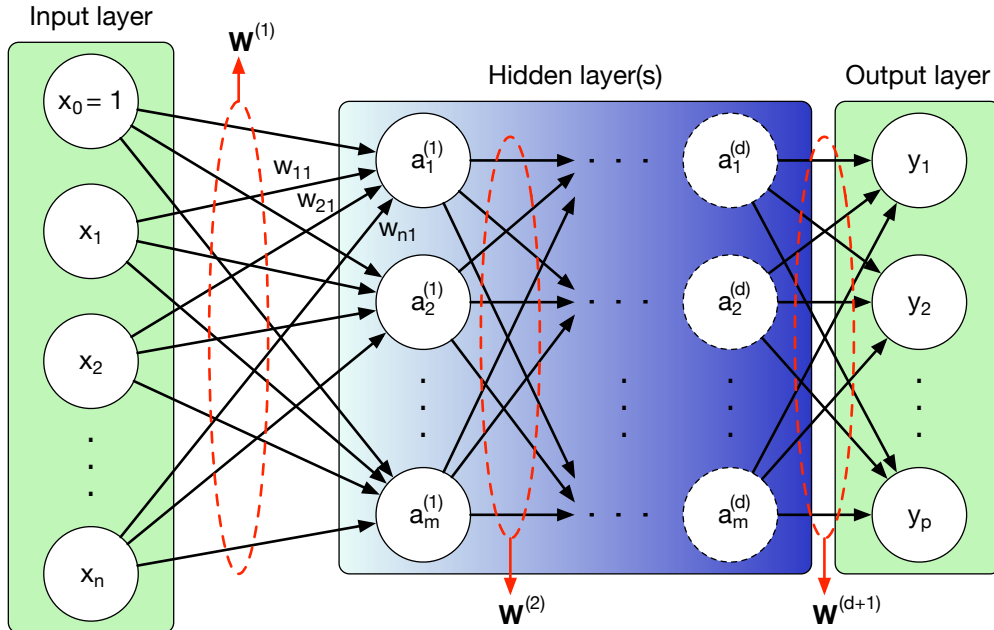 Input layer
Hidden layer(s)
Output layer
W(1)
x0 = 1
x1
x2
xn
w11
w21
wn1
a1(1)
a2(1)
am(1)
W(2)
a1(d)
a2(d)
am(d)
W(d+1)
y1
y2
yp